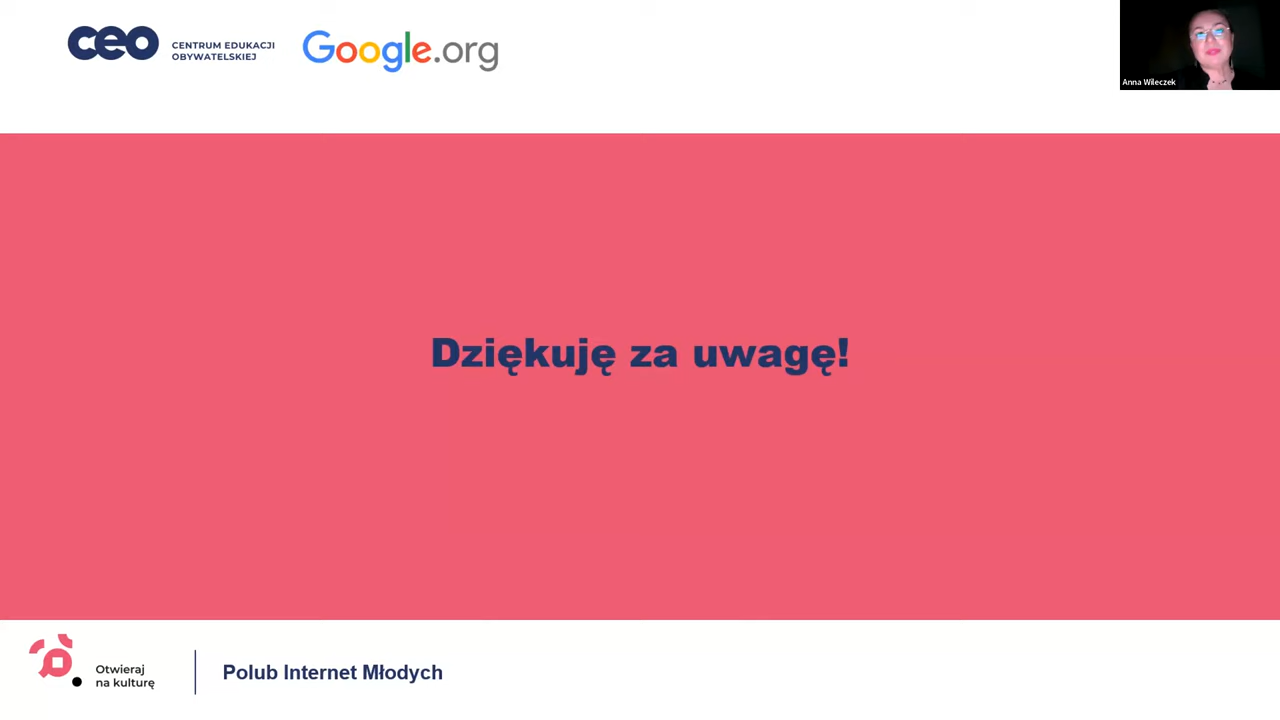 ceo
CENTRUM EDUKACJI
OBYWATELSKIEJ
Google.org
Anna Wileczek
Dziękuję za uwagę!
Otwieraj
na kulturę
Polub Internet Młodych